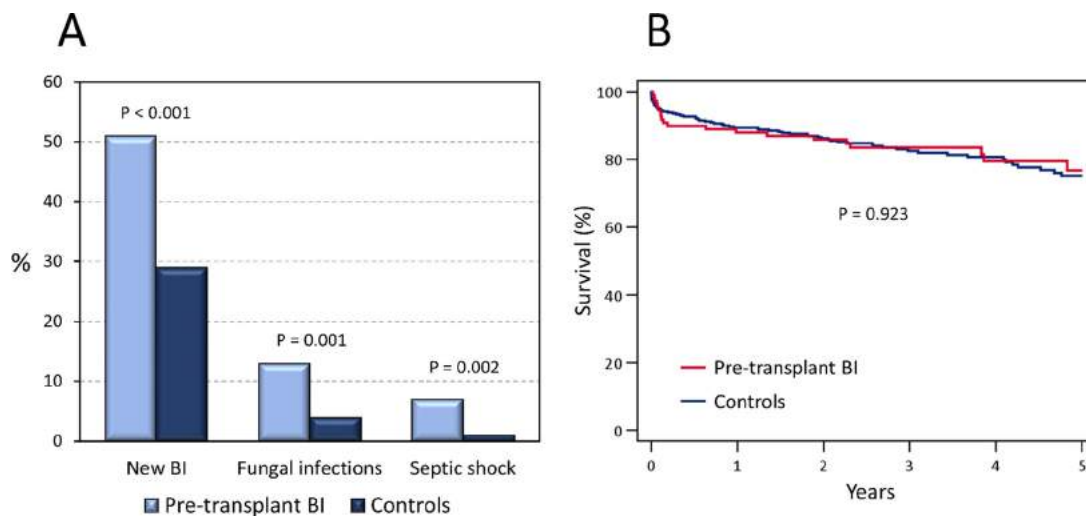 A
60
50
40
30
20
10
0
%
P < 0.001
P = 0.001
P = 0.002
New BI
Fungal infections
Septic shock
Pre-transplant BI
Controls
B
100
80
60
40
20
0
Survival (%)
P = 0.923
Pre-transplant BI
Controls
0 1 2 3 4 5
Years